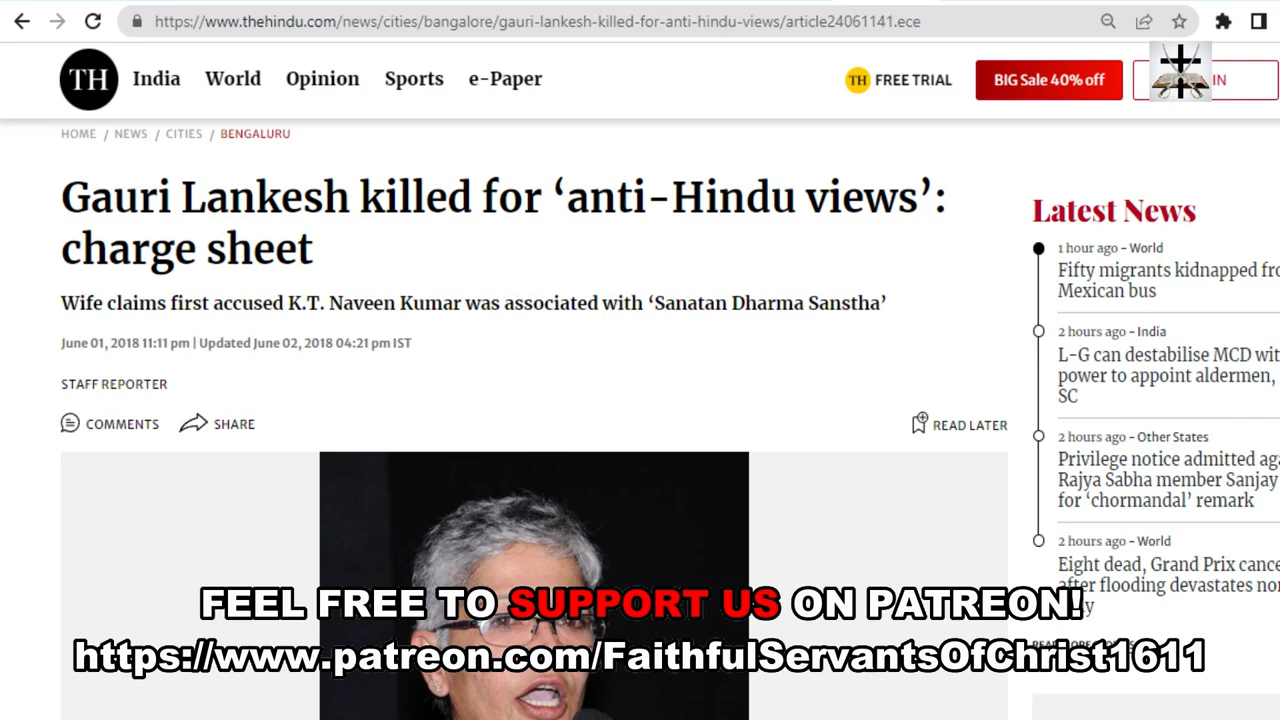 https://www.thehindu.com/news/cities/bangalore/gauri-lankesh-killed-for-anti-hindu-views/article24061141.ece
TH India World Opinion Sports e-Paper
TH FREE TRIAL
BIG Sale 40% off
IN
HOME / NEWS / CITIES / BENGALURU
Gauri Lankesh killed for ‘anti-Hindu views’:
charge sheet
Wife claims first accused K.T. Naveen Kumar was associated with ‘Sanatan Dharma Sanstha’
June 01, 2018 11:11 pm | Updated June 02, 2018 04:21 pm IST
STAFF REPORTER
COMMENTS SHARE
READ LATER
Latest News
1 hour ago - World
Fifty migrants kidnapped fro
Mexican bus
2 hours ago - India
L-G can destabilise MCD wit
power to appoint aldermen,
SC
2 hours ago - Other States
Privilege notice admitted aga
Rajya Sabha member Sanjay
for ‘chormandal’ remark
2 hours ago - World
Eight dead, Grand Prix cance
after flooding devastates no
FEEL FREE TO SUPPORT US ON PATREON!
https://www.patreon.com/FaithfulServantsOfChrist1611